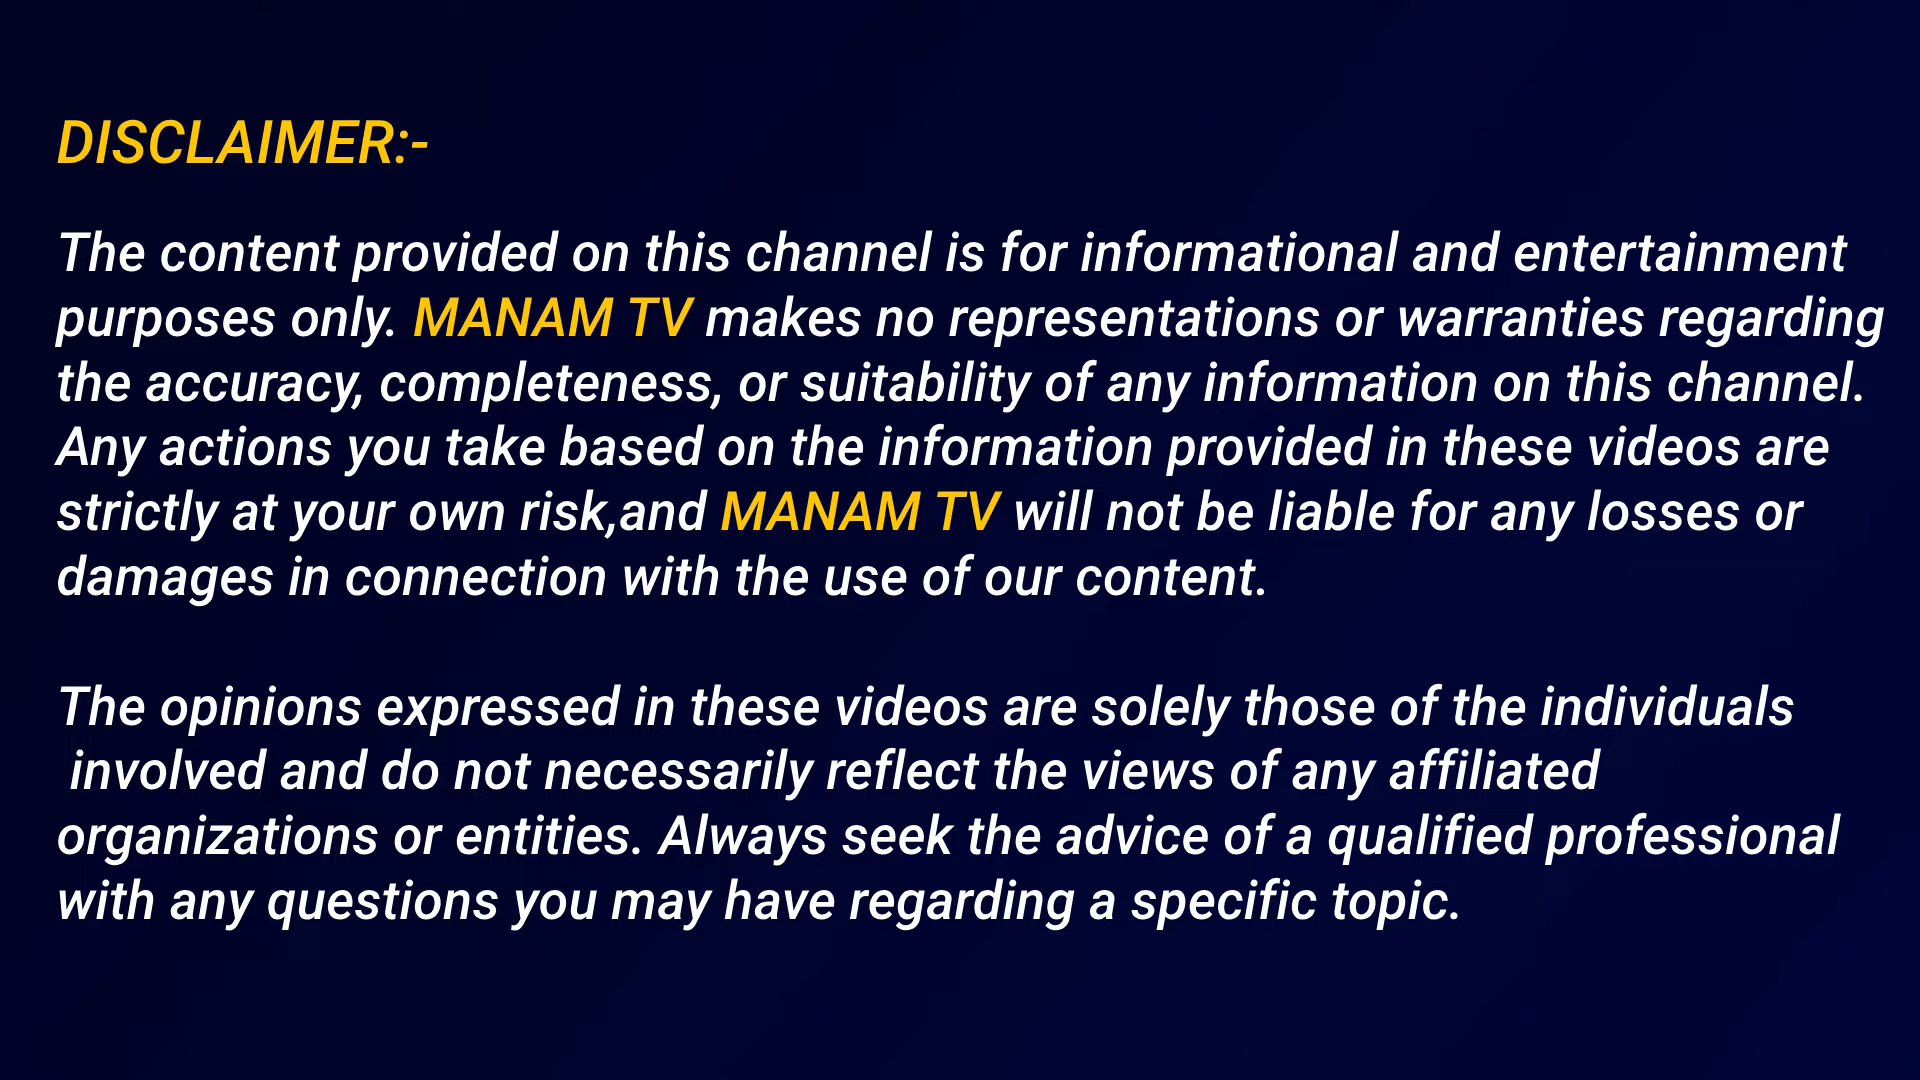 DISCLAIMER:-
The content provided on this channel is for informational and entertainment
purposes only. MANAM TV makes no representations or warranties regarding
the accuracy, completeness, or suitability of any information on this channel.
Any actions you take based on the information provided in these videos are
strictly at your own risk,and MANAM TV will not be liable for any losses or
damages in connection with the use of our content.
The opinions expressed in these videos are solely those of the individuals
involved and do not necessarily reflect the views of any affiliated
organizations or entities. Always seek the advice of a qualified professional
with any questions you may have regarding a specific topic.